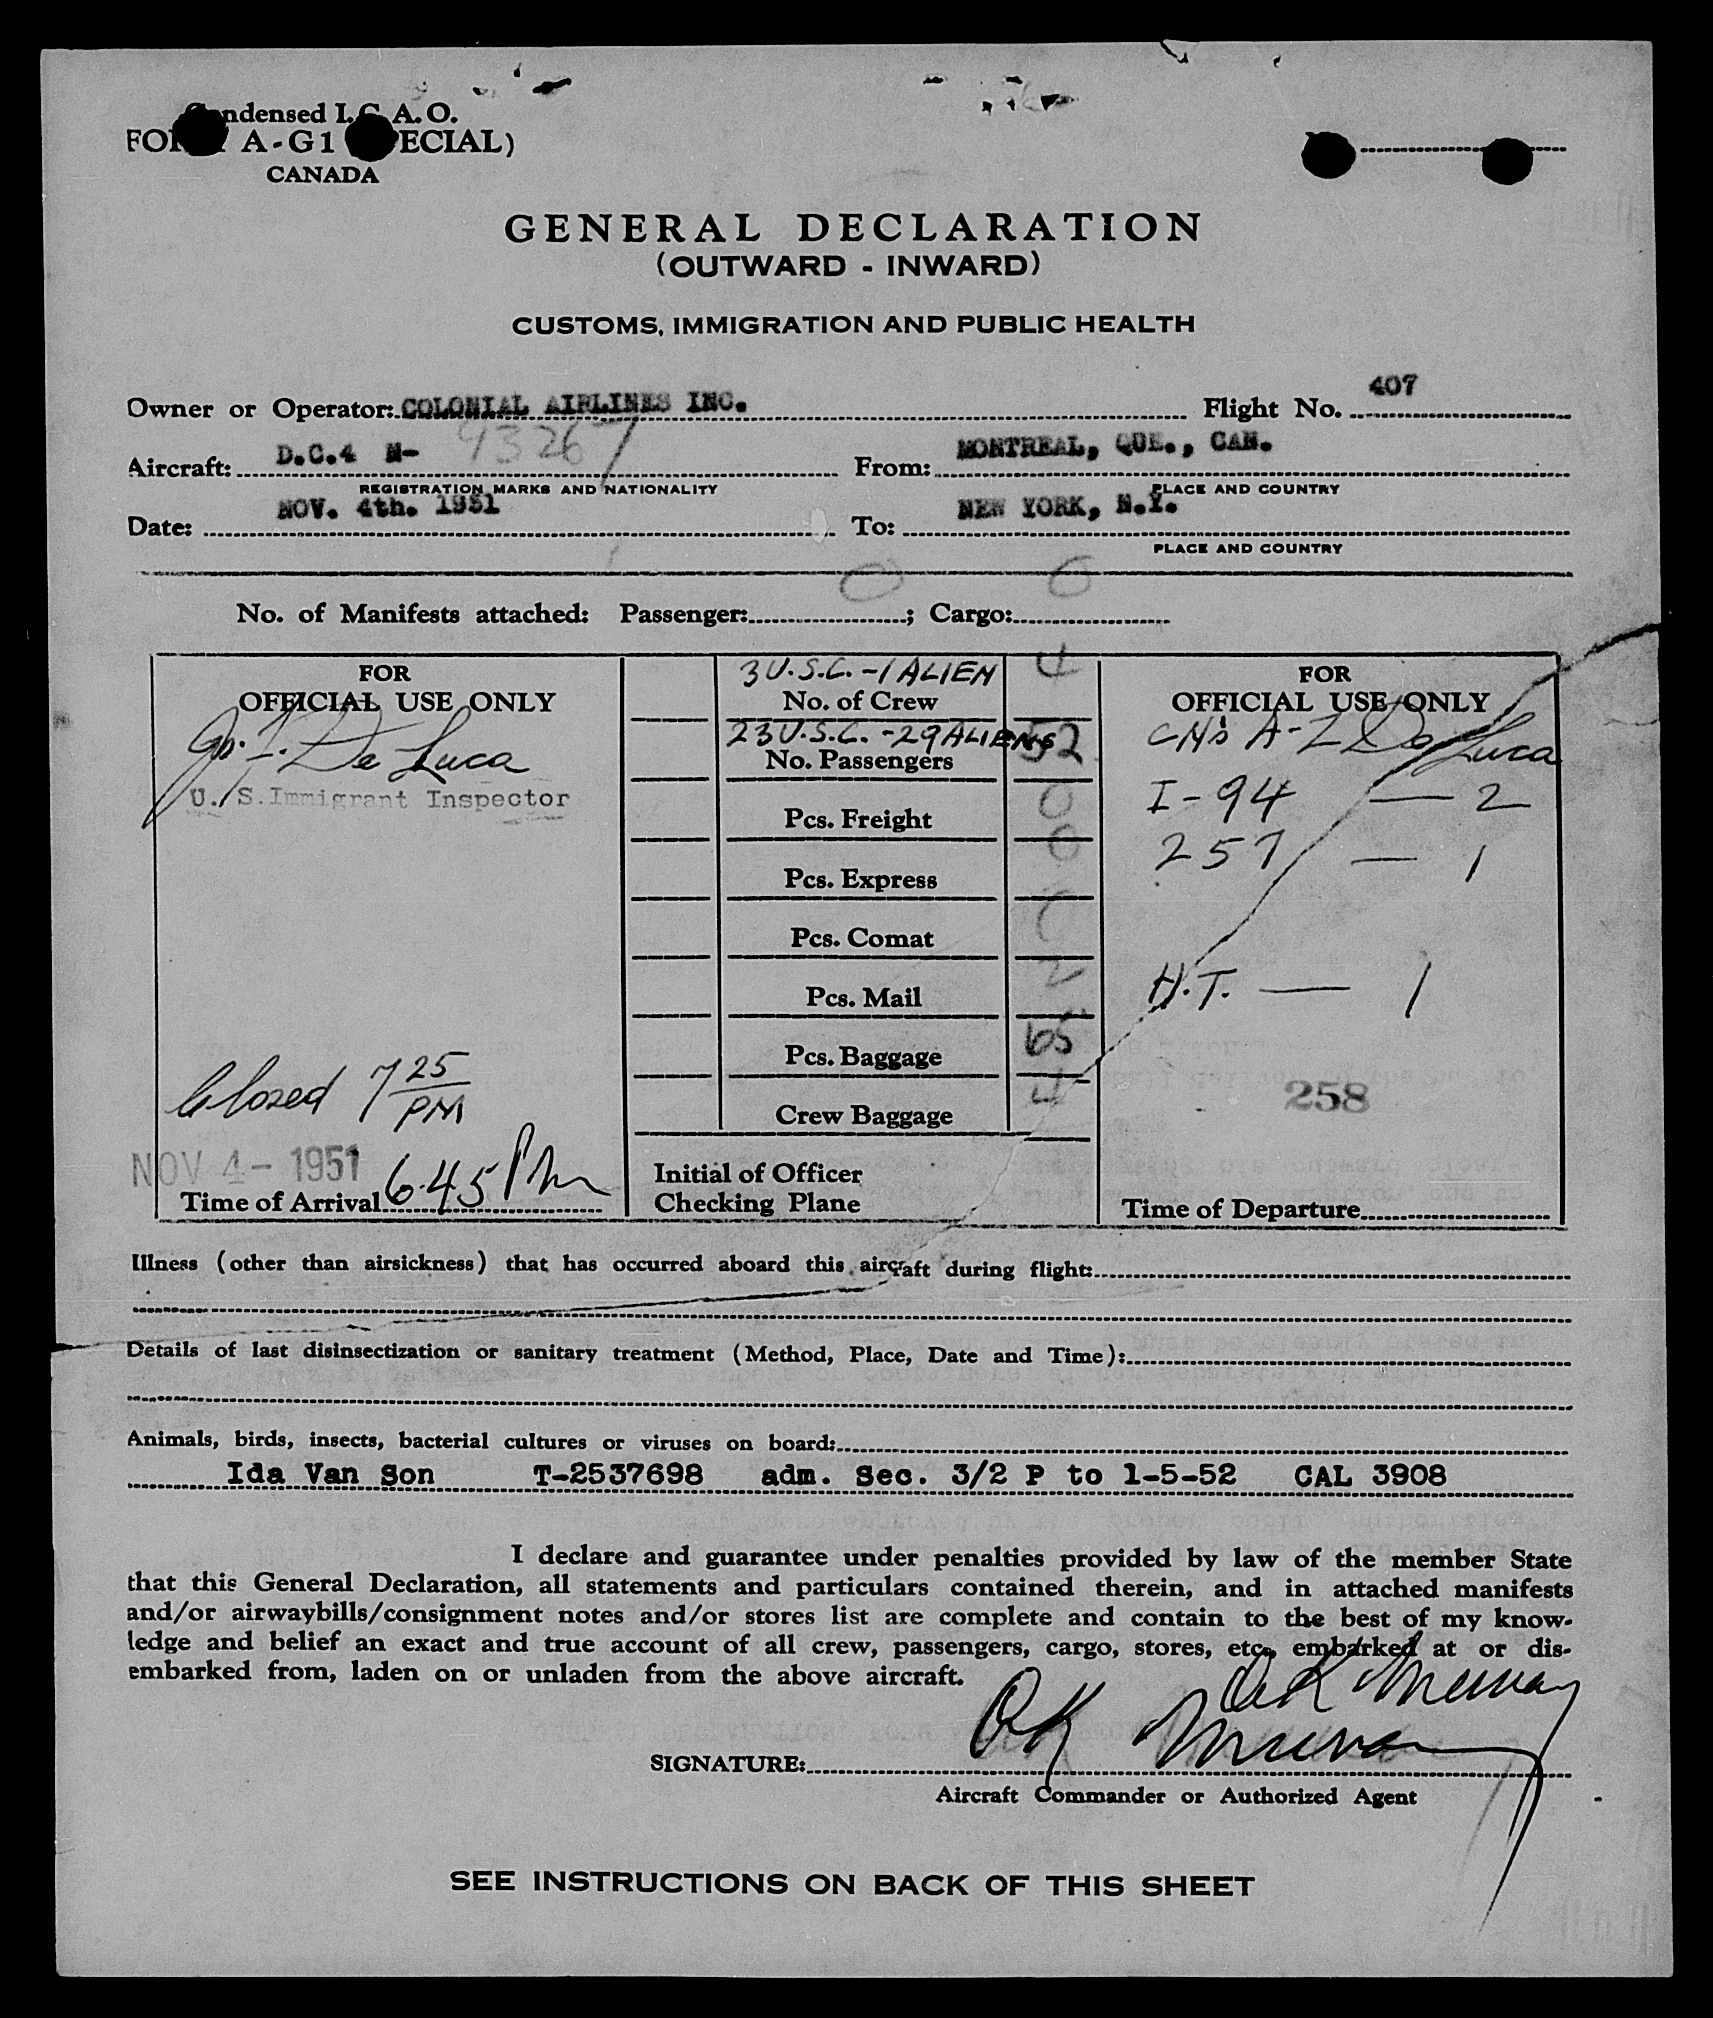 Condensed I.C.A.O.
FORM A-G1 (SPECIAL)
CANADA
GENERAL DECLARATION
(OUTWARD - INWARD)
CUSTOMS, IMMIGRATION AND PUBLIC HEALTH
Owner or Operator: COLONIAL AIRLINES INC. Flight No. 407
Aircraft: D.C.4 N- 93267 From: MONTREAL, QUE., CAN.
REGISTRATION MARKS AND NATIONALITY PLACE AND COUNTRY
Date: NOV. 4th. 1951 To: NEW YORK, N.Y.
PLACE AND COUNTRY
No. of Manifests attached: Passenger: 0; Cargo: 0
FOR
OFFICIAL USE ONLY
De Luca
U. S. Immigrant Inspector
Closed 7 25 PM
NOV 4 - 1951
Time of Arrival 6.45 Pm
3 U.S.C. - 1 ALIEN 4
No. of Crew
23 U.S.C. - 29 ALIENS 52
No. Passengers
Pcs. Freight 0
Pcs. Express 0
Pcs. Comat
Pcs. Mail 2
Pcs. Baggage 65
Crew Baggage 4
Initial of Officer
Checking Plane
FOR
OFFICIAL USE ONLY
CN's A-Z De Luca
I-94 — 2
257 — 1
H.T. — 1
258
Time of Departure
Illness (other than airsickness) that has occurred aboard this aircraft during flight:
Details of last disinsectization or sanitary treatment (Method, Place, Date and Time):
Animals, birds, insects, bacterial cultures or viruses on board:
Ida Van Son T-2537698 adm. Sec. 3/2 P to 1-5-52 CAL 3908
I declare and guarantee under penalties provided by law of the member State
that this General Declaration, all statements and particulars contained therein, and in attached manifests
and/or airwaybills/consignment notes and/or stores list are complete and contain to the best of my know-
ledge and belief an exact and true account of all crew, passengers, cargo, stores, etc., embarked at or dis-
embarked from, laden on or unladen from the above aircraft.
SIGNATURE:
Aircraft Commander or Authorized Agent
SEE INSTRUCTIONS ON BACK OF THIS SHEET